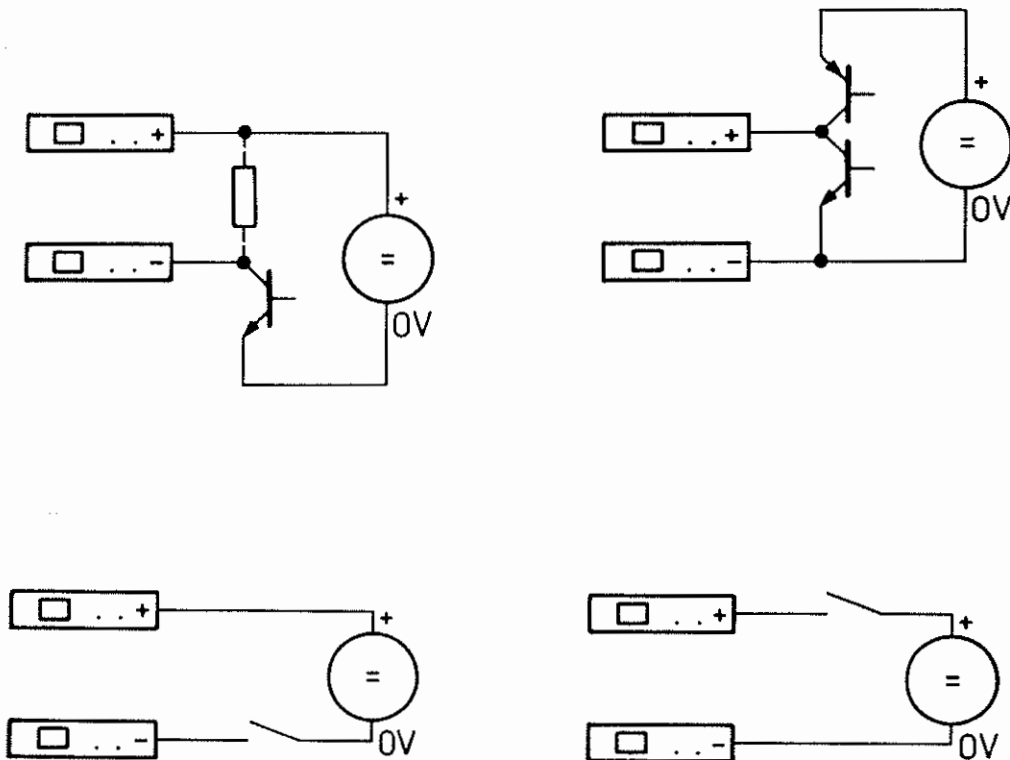 +
. . +
+
. . + = 0V
. . - =
0V
. . -
. . + +
. . + +
= =
. . - 0V
. . - 0V